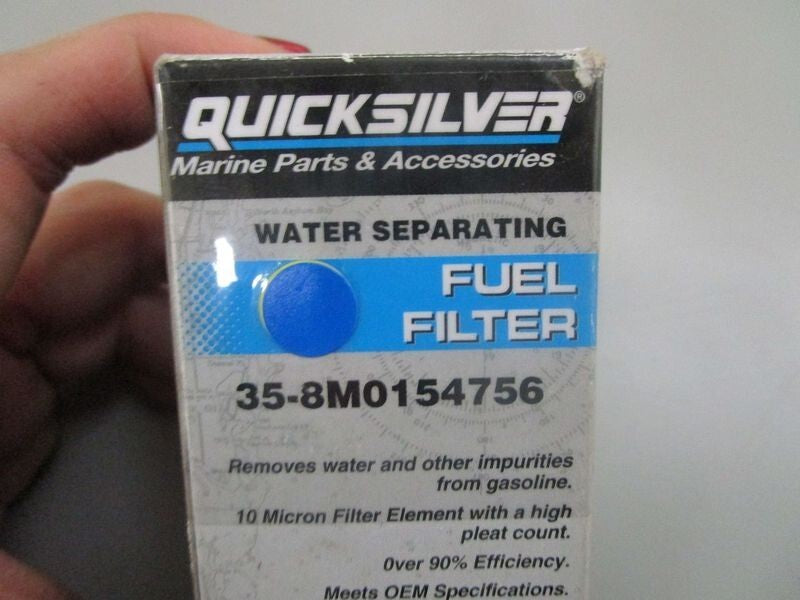 QUICKSILVER®
Marine Parts & Accessories
WATER SEPARATING
FUEL
FILTER
35-8M0154756
Removes water and other impurities
from gasoline.
10 Micron Filter Element with a high
pleat count.
0ver 90% Efficiency.
Meets OEM Specifications.